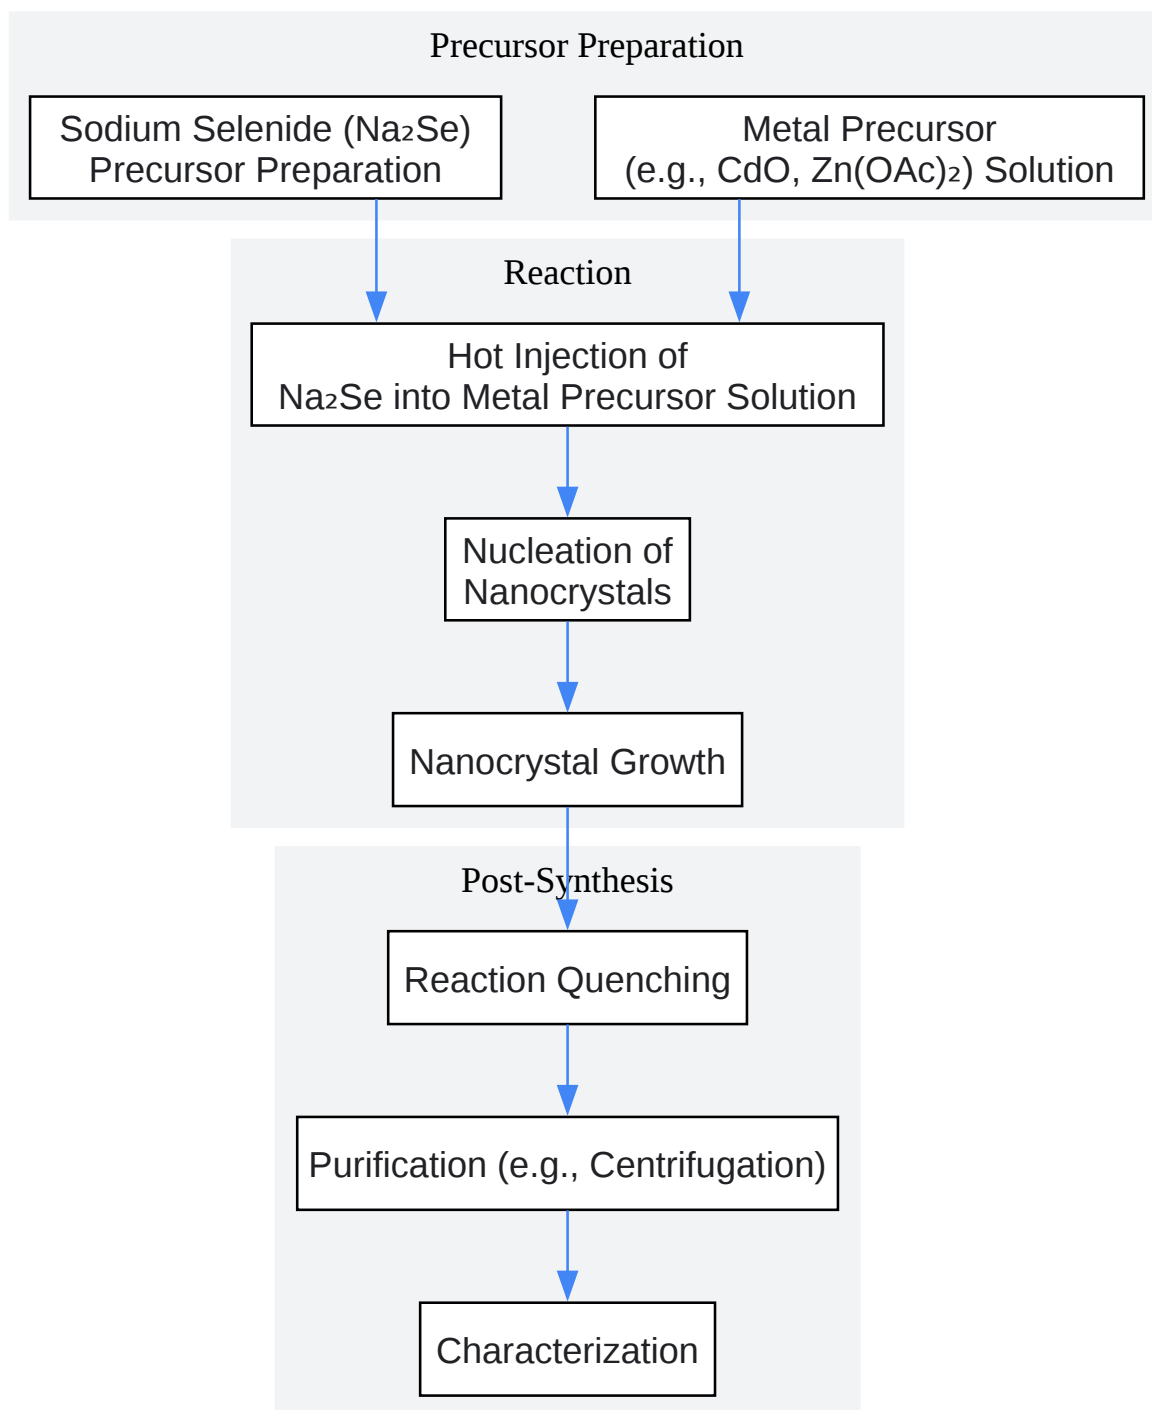 Precursor Preparation
Sodium Selenide (Na₂Se)
Precursor Preparation
Metal Precursor
(e.g., CdO, Zn(OAc)₂) Solution
Reaction
Hot Injection of
Na₂Se into Metal Precursor Solution
Nucleation of
Nanocrystals
Nanocrystal Growth
Post-Synthesis
Reaction Quenching
Purification (e.g., Centrifugation)
Characterization